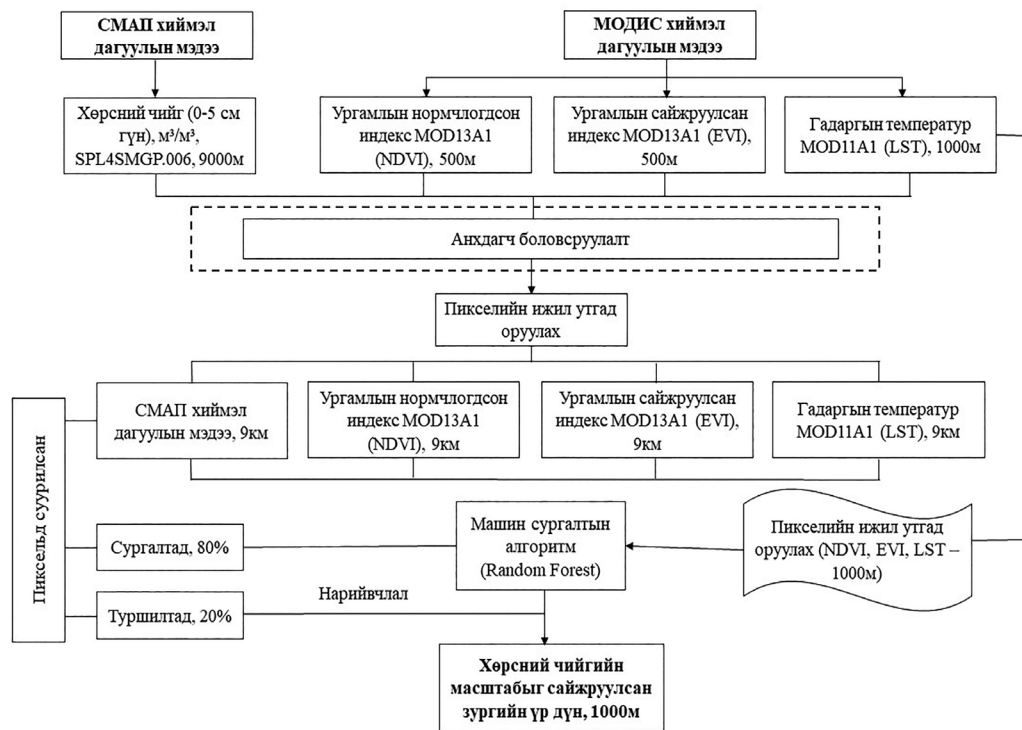 СМАП хиймэл
дагуулын мэдээ
МОДИС хиймэл
дагуулын мэдээ
Хөрсний чийг (0-5 см
гүн), м³/м³,
SPL4SMGP.006, 9000м
Ургамлын нормчлогдсон
индекс MOD13A1
(NDVI), 500м
Ургамлын сайжруулсан
индекс MOD13A1 (EVI),
500м
Гадаргын температур
MOD11A1 (LST), 1000м
Анхдагч боловсруулалт
Пикселийн ижил утгад
оруулах
Пиксельд суурилсан
СМАП хиймэл
дагуулын мэдээ, 9км
Ургамлын нормчлогдсон
индекс MOD13A1
(NDVI), 9км
Ургамлын сайжруулсан
индекс MOD13A1 (EVI),
9км
Гадаргын температур
MOD11A1 (LST), 9км
Сургалтад, 80%
Машин сургалтын
алгоритм
(Random Forest)
Пикселийн ижил утгад
оруулах (NDVI, EVI, LST –
1000м)
Туршилтад, 20%
Нарийвчлал
Хөрсний чийгийн
масштабыг сайжруулсан
зургийн үр дүн, 1000м